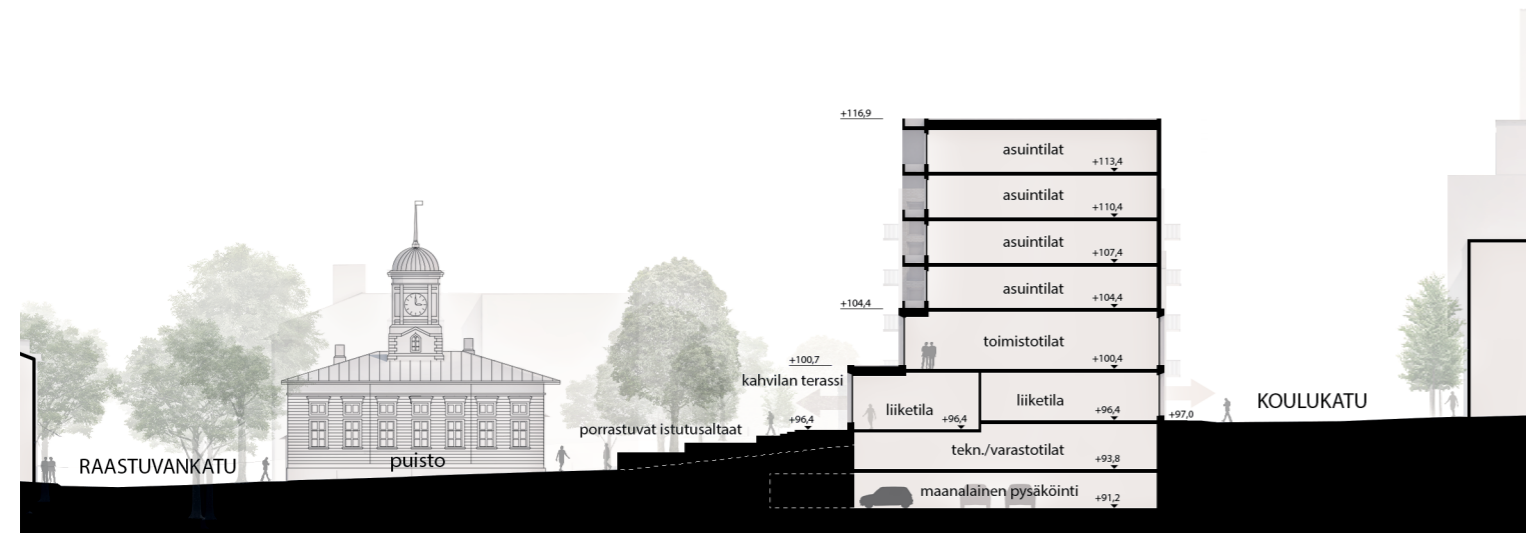 +116,9
asuintilat
+113,4
asuintilat
+110,4
asuintilat
+107,4
asuintilat
+104,4
+104,4
toimistotilat
+100,4
+100,7
kahvilan terassi
liiketila
+96,4
liiketila
+96,4
+97,0
KOULUKATU
+96,4
porrastuvat istutusaltaat
tekn./varastotilat
+93,8
RAASTUVANKATU
puisto
maanalainen pysäköinti
+91,2